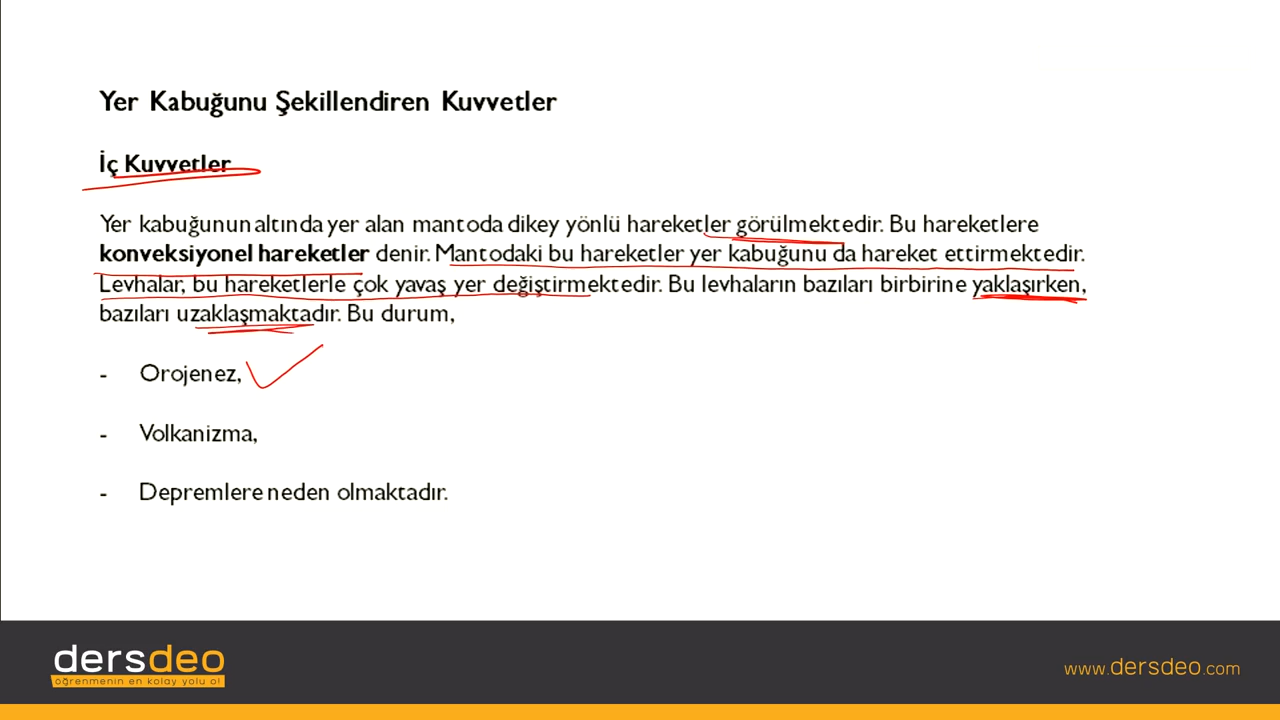 Yer Kabuğunu Şekillendiren Kuvvetler
İç Kuvvetler
Yer kabuğunun altında yer alan mantoda dikey yönlü hareketler görülmektedir. Bu hareketlere
konveksiyonel hareketler denir. Mantodaki bu hareketler yer kabuğunu da hareket ettirmektedir.
Levhalar, bu hareketlerle çok yavaş yer değiştirmektedir. Bu levhaların bazıları birbirine yaklaşırken,
bazıları uzaklaşmaktadır. Bu durum,
- Orojenez,
- Volkanizma,
- Depremlere neden olmaktadır.
dersdeo
öğrenmenin en kolay yolu o!
www.dersdeo.com